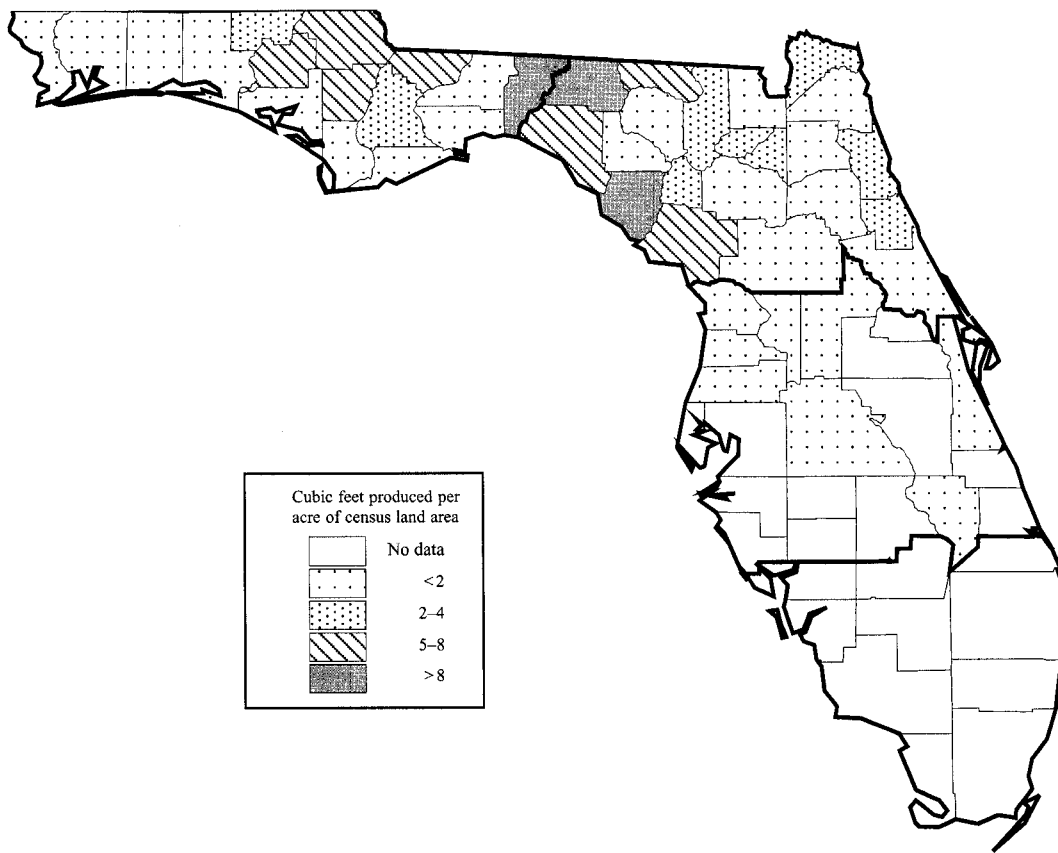 Cubic feet produced per
acre of census land area
No data
<2
2–4
5–8
>8